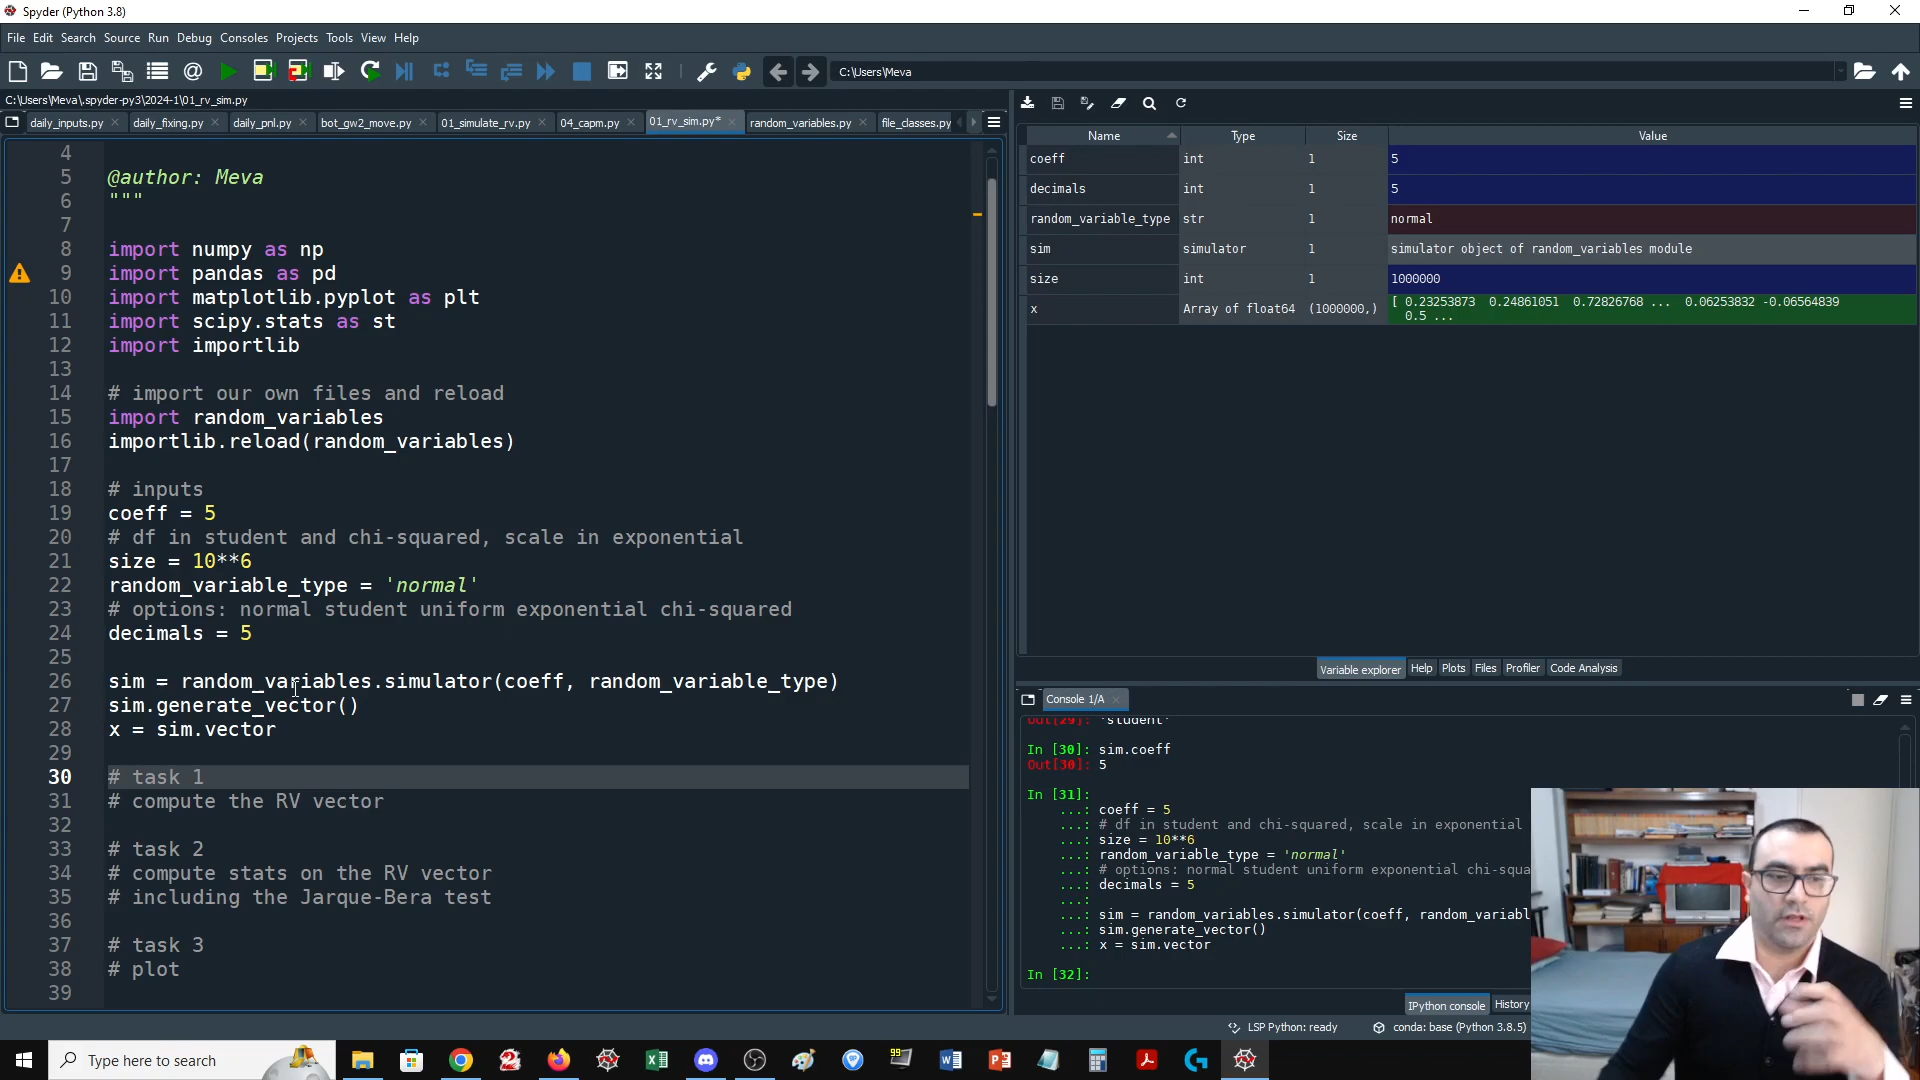 Spyder (Python 3.8)
File Edit Search Source Run Debug Consoles Projects Tools View Help
C:\Users\Meva
C:\Users\Meva\.spyder-py3\2024-1\01_rv_sim.py
daily_inputs.py daily_fixing.py daily_pnl.py bot_gw2_move.py 01_simulate_rv.py 04_capm.py 01_rv_sim.py* random_variables.py file_classes.py
4
5 @author: Meva
6 """
7
8 import numpy as np
9 import pandas as pd
10 import matplotlib.pyplot as plt
11 import scipy.stats as st
12 import importlib
13
14 # import our own files and reload
15 import random_variables
16 importlib.reload(random_variables)
17
18 # inputs
19 coeff = 5
20 # df in student and chi-squared, scale in exponential
21 size = 10**6
22 random_variable_type = 'normal'
23 # options: normal student uniform exponential chi-squared
24 decimals = 5
25
26 sim = random_variables.simulator(coeff, random_variable_type)
27 sim.generate_vector()
28 x = sim.vector
29
30 # task 1
31 # compute the RV vector
32
33 # task 2
34 # compute stats on the RV vector
35 # including the Jarque-Bera test
36
37 # task 3
38 # plot
39
Name Type Size Value
coeff int 1 5
decimals int 1 5
random_variable_type str 1 normal
sim simulator 1 simulator object of random_variables module
size int 1 1000000
x Array of float64 (1000000,) [ 0.23253873 0.24861051 0.72826768 ... 0.06253832 -0.06564839
0.5 ...
Variable explorer Help Plots Files Profiler Code Analysis
Console 1/A
Out[29]: 'student'
In [30]: sim.coeff
Out[30]: 5
In [31]:
...: coeff = 5
...: # df in student and chi-squared, scale in exponential
...: size = 10**6
...: random_variable_type = 'normal'
...: # options: normal student uniform exponential chi-squa
...: decimals = 5
...:
...: sim = random_variables.simulator(coeff, random_variabl
...: sim.generate_vector()
...: x = sim.vector
In [32]:
IPython console History
LSP Python: ready conda: base (Python 3.8.5)
Type here to search
99